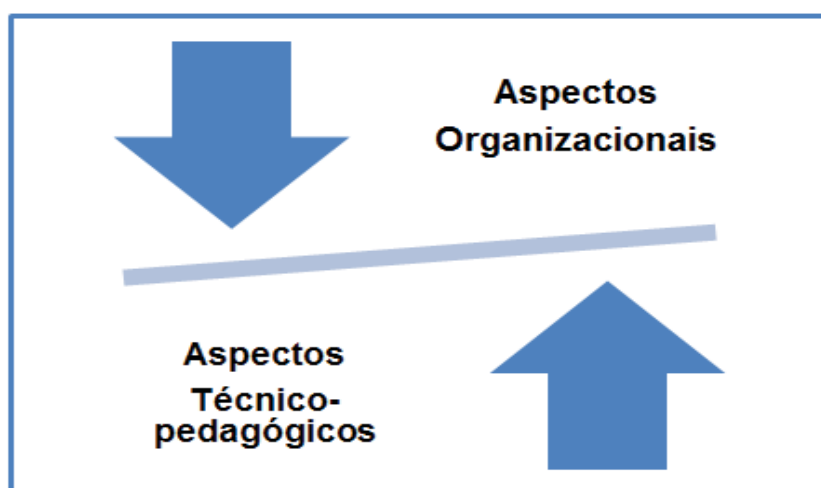 Aspectos
Organizacionais
Aspectos
Técnico-
pedagógicos